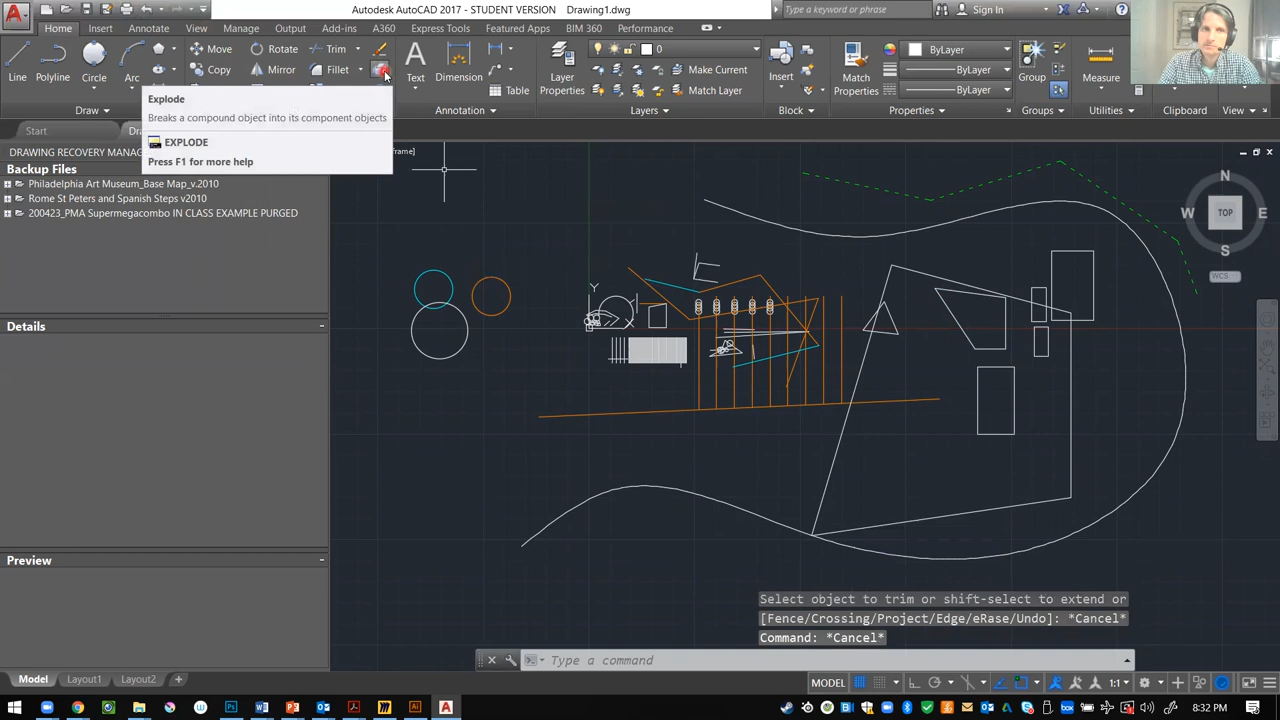 Autodesk AutoCAD 2017 - STUDENT VERSION Drawing1.dwg
Type a keyword or phrase
Sign In
Home Insert Annotate View Manage Output Add-ins A360 Express Tools Featured Apps BIM 360 Performance
Move Rotate Trim
0
ByLayer
Line Polyline Circle Arc
Copy Mirror Fillet
Text Dimension
Layer Properties
Make Current
Insert
Match Properties
ByLayer
Group
Measure
Table
Match Layer
ByLayer
Draw
Annotation
Layers
Block
Properties
Groups
Utilities
Clipboard
View
Explode
Breaks a compound object into its component objects
EXPLODE
Press F1 for more help
Start
DRAWING RECOVERY MANA
frame]
Backup Files
Philadelphia Art Museum_Base Map_v.2010
Rome St Peters and Spanish Steps v2010
200423_PMA Supermegacombo IN CLASS EXAMPLE PURGED
N
W TOP E
S
WCS
Y
X
Details
Preview
Select object to trim or shift-select to extend or
[Fence/Crossing/Project/Edge/eRase/Undo]: *Cancel*
Command: *Cancel*
Type a command
Model Layout1 Layout2 +
MODEL
1:1
8:32 PM